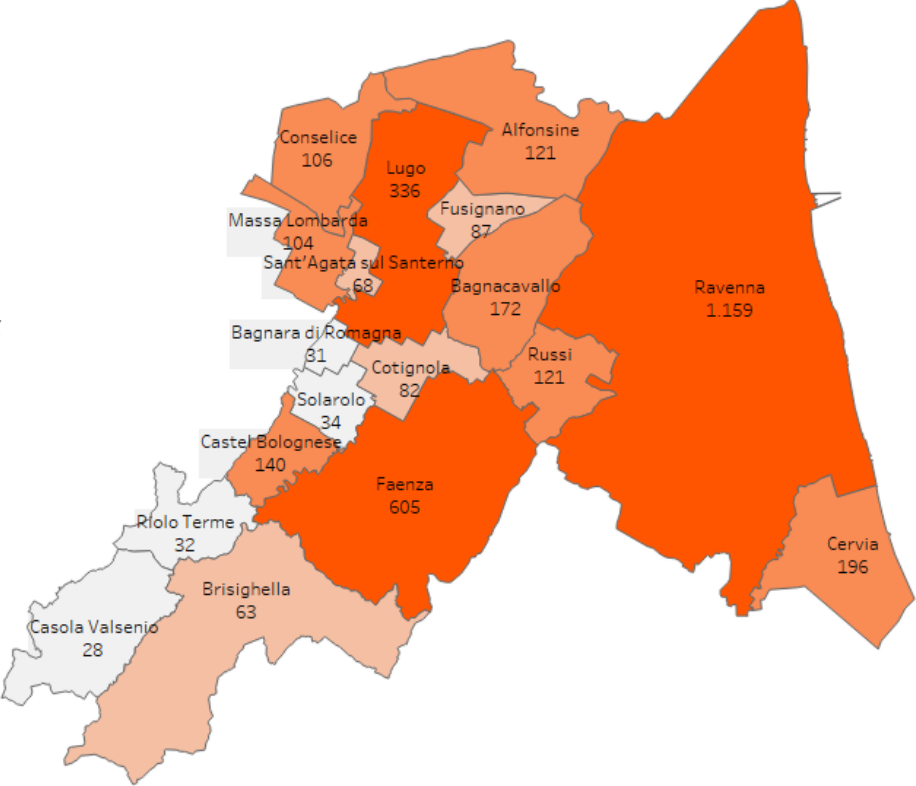 Alfonsine
121
Conselice
106
Lugo
336
Fusignano
87
Massa Lombarda
104
Sant'Agata sul Santerno
68
Bagnacavallo
172
Ravenna
1.159
Bagnara di Romagna
31
Russi
121
Cotignola
82
Solarolo
34
Castel Bolognese
140
Faenza
605
Riolo Terme
32
Cervia
196
Brisighella
63
Casola Valsenio
28